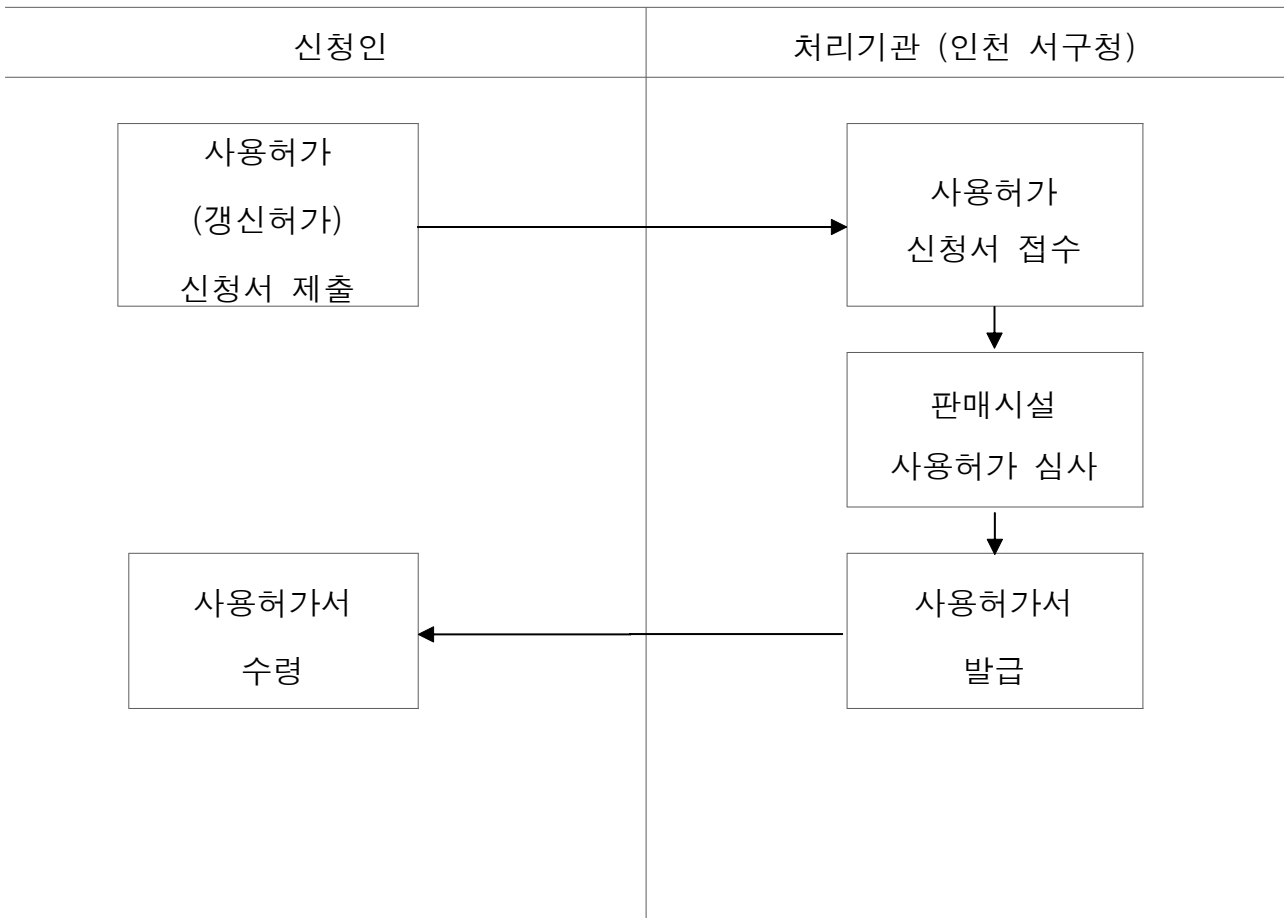 신청인
처리기관 (인천 서구청)
사용허가
(갱신허가)
신청서 제출
사용허가
신청서 접수
판매시설
사용허가 심사
사용허가서
발급
사용허가서
수령